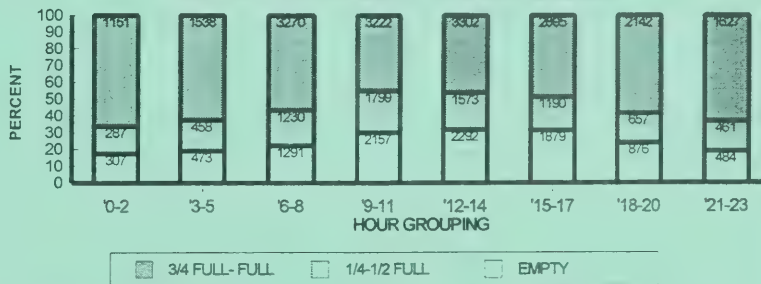 100 1538 3270 3222 3302 2142
90
80
70
60
50 1799 1573 1190
40 458 1230 657 461
30 287 2157 2292 1879
20 473 1291 876 484
10 307
0
PERCENT
'0-2 '3-5 '6-8 '9-11 '12-14 '15-17 '18-20 '21-23
HOUR GROUPING
3/4 FULL- FULL 1/4-1/2 FULL EMPTY